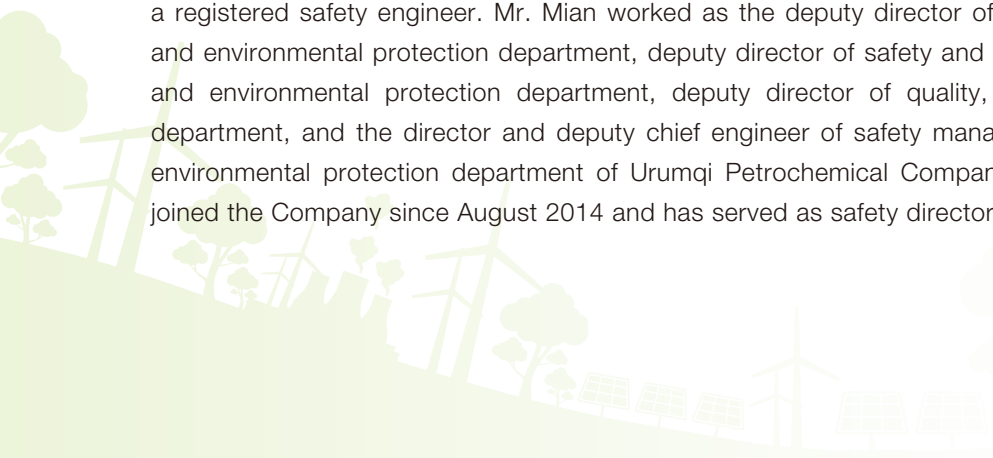 a registered safety engineer. Mr. Mian worked as the deputy director of
and environmental protection department, deputy director of safety and
and environmental protection department, deputy director of quality,
department, and the director and deputy chief engineer of safety
environmental protection department of Urumqi Petrochemical
joined the Company since August 2014 and has served as safety director